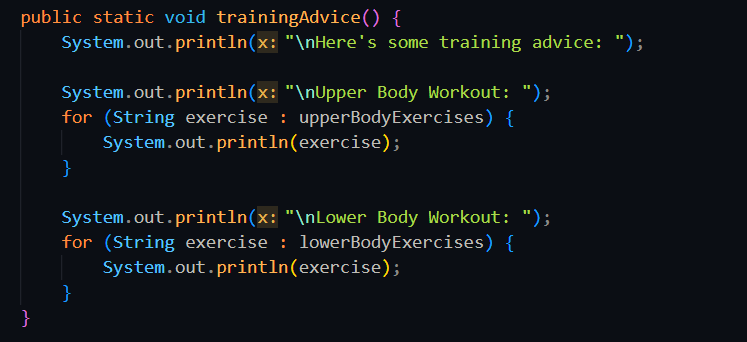 public static void trainingAdvice() {
System.out.println(x: "\nHere's some training advice: ");
System.out.println(x: "\nUpper Body Workout: ");
for (String exercise : upperBodyExercises) {
System.out.println(exercise);
}
System.out.println(x: "\nLower Body Workout: ");
for (String exercise : lowerBodyExercises) {
System.out.println(exercise);
}
}